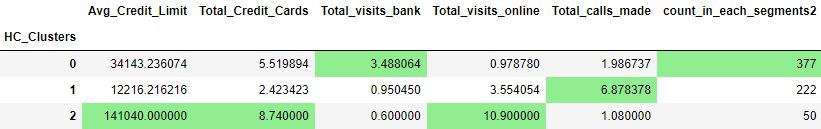 Avg_Credit_Limit Total_Credit_Cards Total_visits_bank Total_visits_online Total_calls_made count_in_each_segments2
HC_Clusters
0 34143.236074 5.519894 3.488064 0.978780 1.986737 377
1 12216.216216 2.423423 0.950450 3.554054 6.878378 222
2 141040.000000 8.740000 0.600000 10.900000 1.080000 50